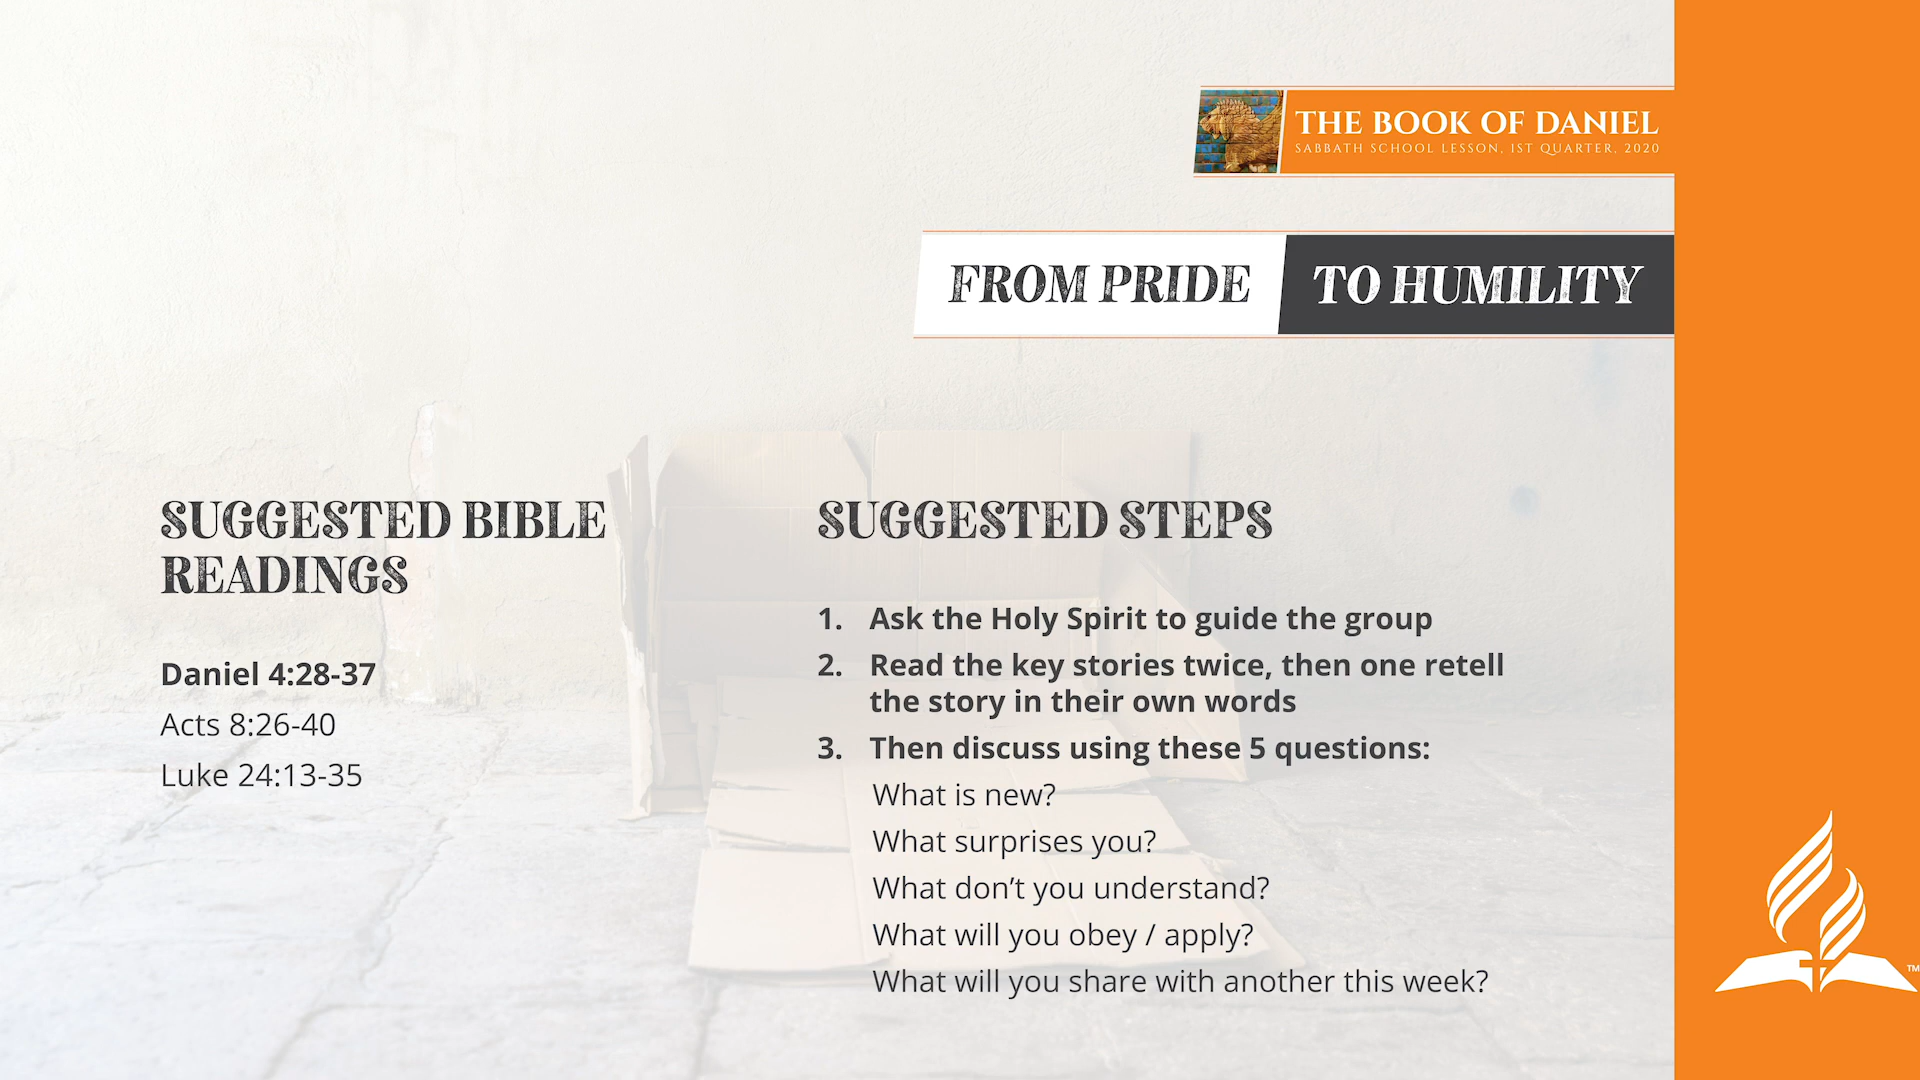 THE BOOK OF DANIEL
SABBATH SCHOOL LESSON, 1ST QUARTER, 2020
FROM PRIDE TO HUMILITY
SUGGESTED BIBLE
READINGS
Daniel 4:28-37
Acts 8:26-40
Luke 24:13-35
SUGGESTED STEPS
1. Ask the Holy Spirit to guide the group
2. Read the key stories twice, then one retell
the story in their own words
3. Then discuss using these 5 questions:
What is new?
What surprises you?
What don’t you understand?
What will you obey / apply?
What will you share with another this week?
TM